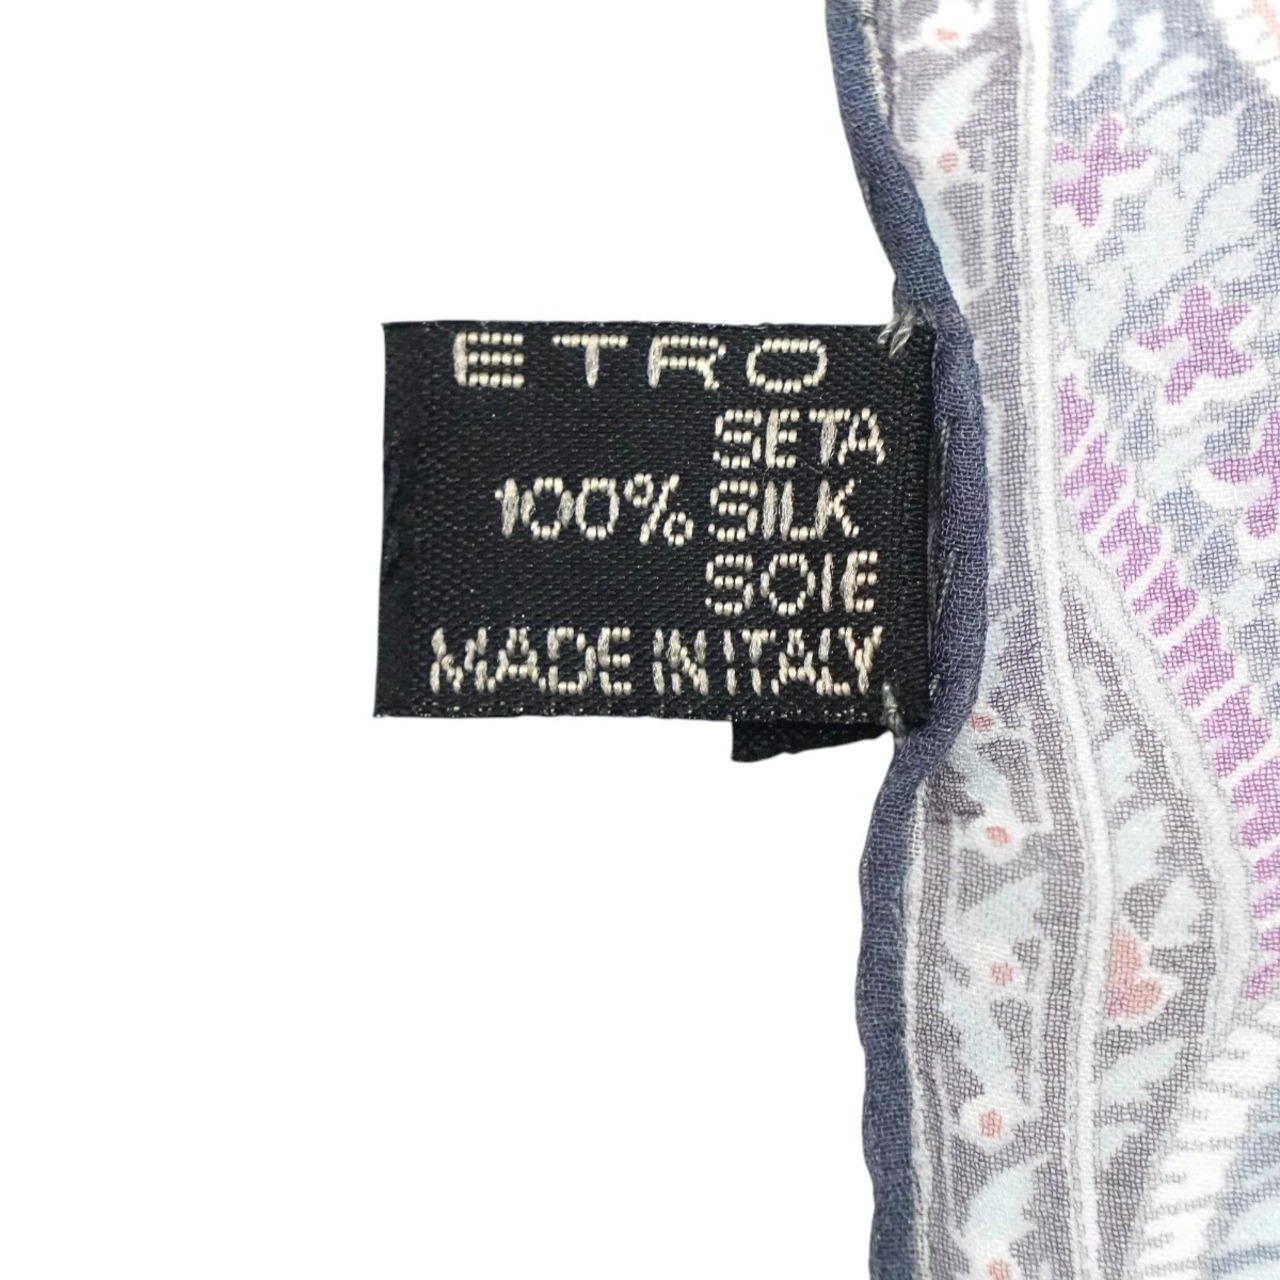 ETRO
SETA
100% SILK
SOIE
MADE IN ITALY